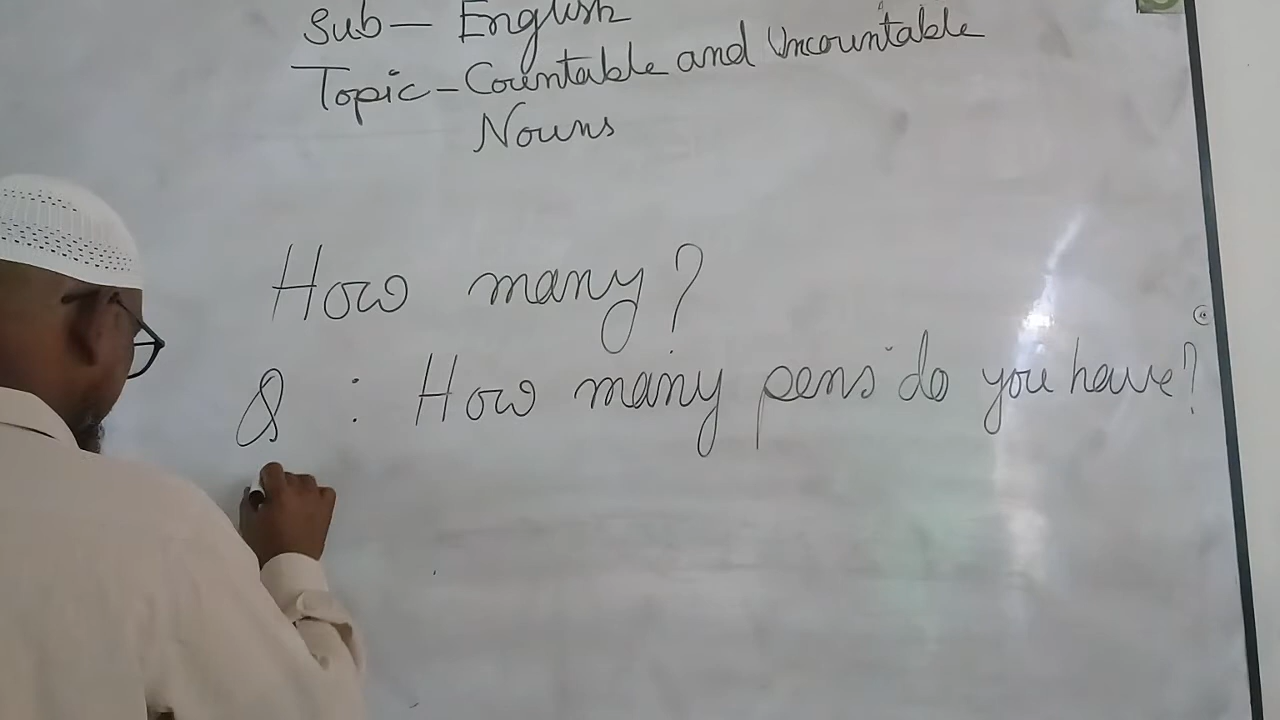 Sub— English
Topic-Countable and Uncountable
Nouns
How many?
Q : How many pens do you have?